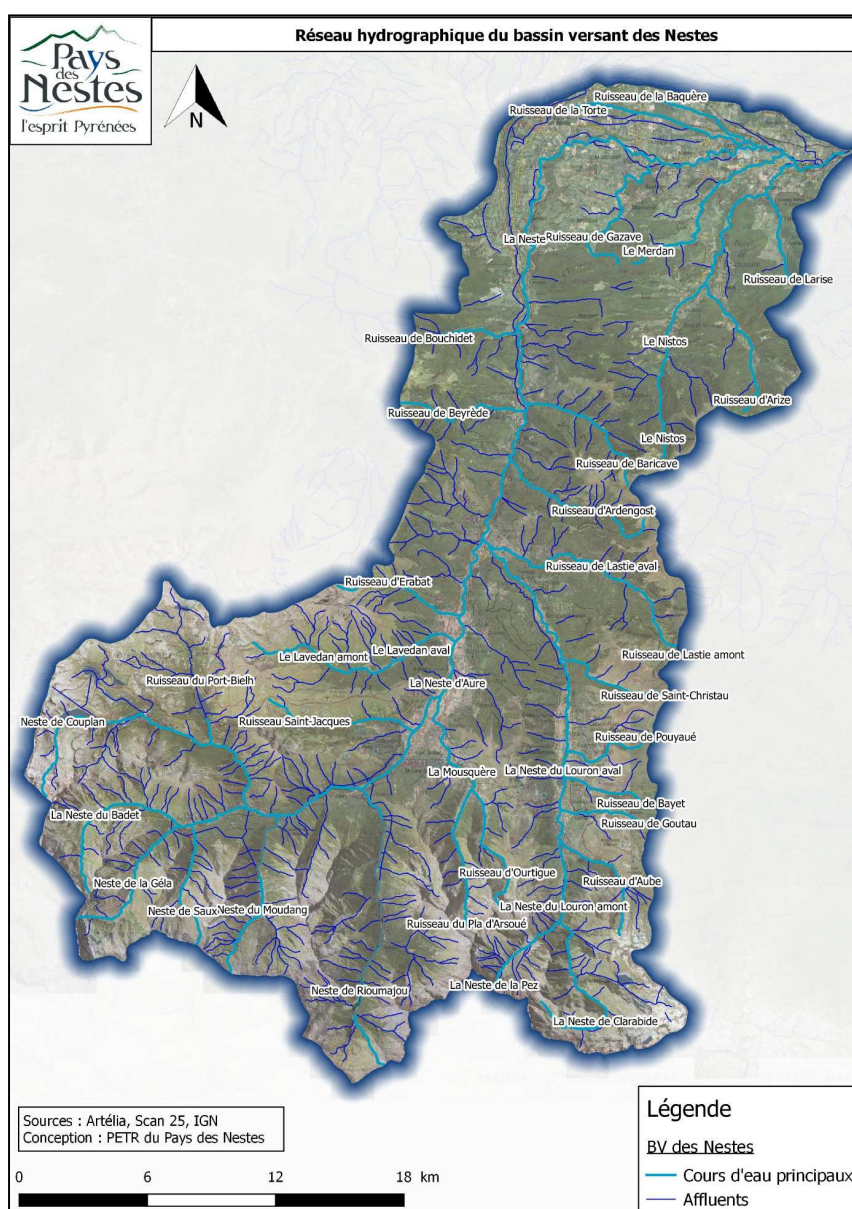 Pays
des
Nestes
l'esprit Pyrénées
Réseau hydrographique du bassin versant des Nestes
N
Ruisseau de la Baquère
Ruisseau de la Torte
La Neste
Ruisseau de Gazave
Le Merdan
Ruisseau de Larise
Ruisseau de Bouchidet
Le Nistos
Ruisseau de Beyrède
Ruisseau d'Arize
Le Nistos
Ruisseau de Baricave
Ruisseau d'Ardengost
Ruisseau de Lastie aval
Ruisseau d'Erabat
Le Lavedan aval
Le Lavedan amont
Ruisseau de Lastie amont
Ruisseau du Port-Bielh
La Neste d'Aure
Ruisseau de Saint-Christau
Neste de Couplan
Ruisseau Saint-Jacques
Ruisseau de Pouyaué
La Mousquère
La Neste du Louron aval
Ruisseau de Bayet
La Neste du Badet
Ruisseau de Goutau
Ruisseau d'Ourtigue
Neste de la Géla
Ruisseau d'Aube
Neste de Saux
Neste du Moudang
La Neste du Louron amont
Ruisseau du Pla d'Arsoué
La Neste de la Pez
Neste de Rioumajou
La Neste de Clarabide
Sources : Artélia, Scan 25, IGN
Conception : PETR du Pays des Nestes
0 6 12 18 km
Légende
BV des Nestes
Cours d'eau principaux
Affluents